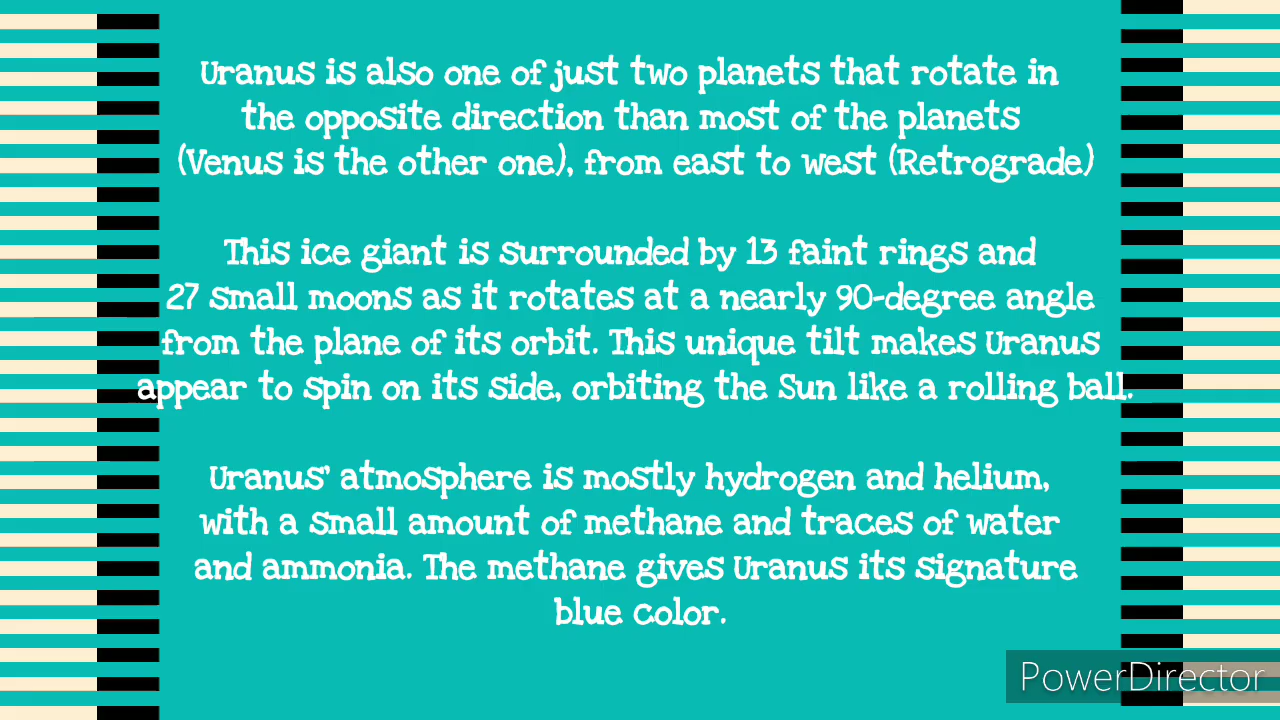 Uranus is also one of just two planets that rotate in
the opposite direction than most of the planets
(Venus is the other one), from east to west (Retrograde)
This ice giant is surrounded by 13 faint rings and
27 small moons as it rotates at a nearly 90-degree angle
from the plane of its orbit. This unique tilt makes Uranus
appear to spin on its side, orbiting the Sun like a rolling ball.
Uranus' atmosphere is mostly hydrogen and helium,
with a small amount of methane and traces of water
and ammonia. The methane gives Uranus its signature
blue color.
PowerDirector